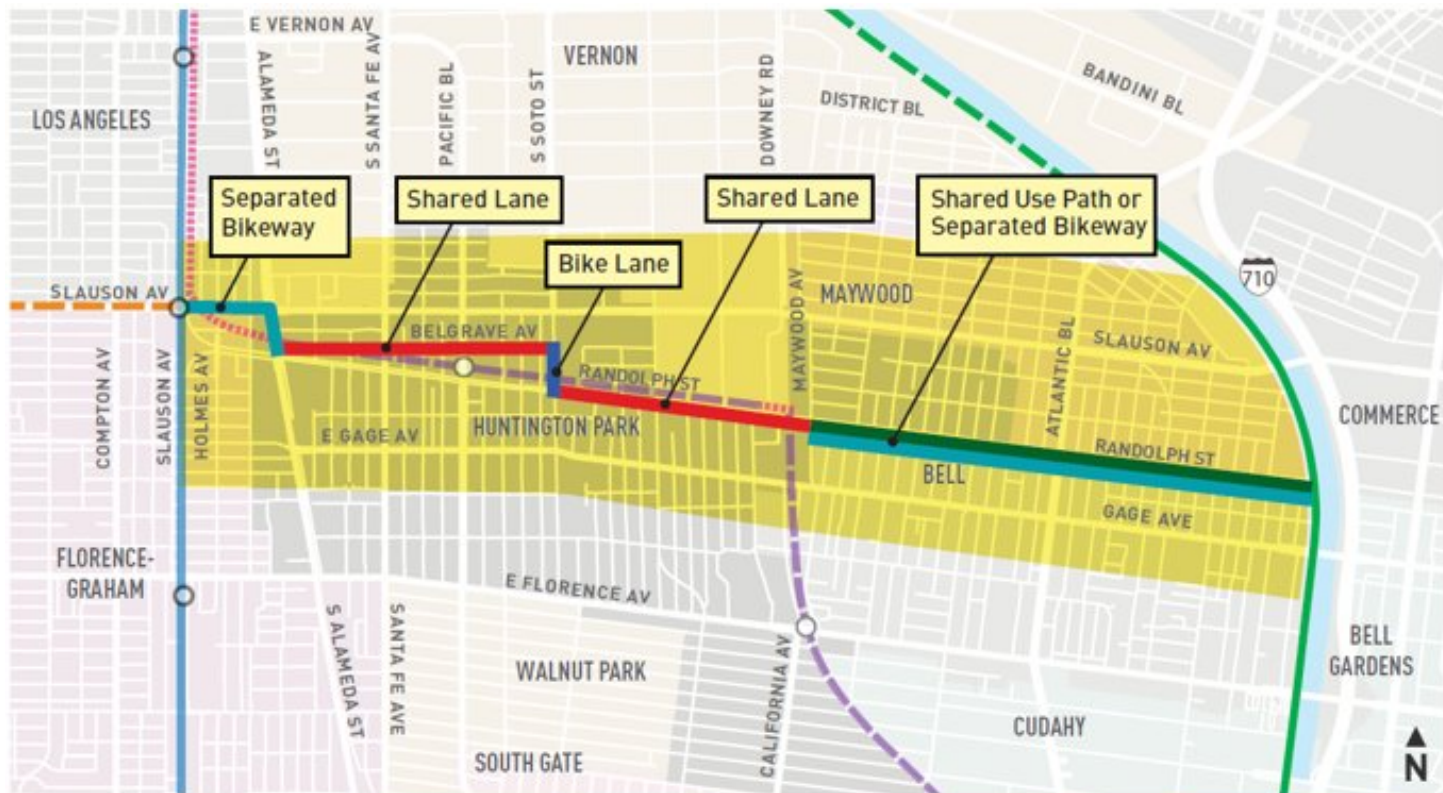 E VERNON AV
VERNON
LOS ANGELES
ALAMEDA ST
S SANTA FE AV
PACIFIC BL
S SOTO ST
DOWNEY RD
DISTRICT BL
BANDINI BL
Separated
Bikeway
Shared Lane
Bike Lane
Shared Lane
Shared Use Path or
Separated Bikeway
710
SLAUSON AV
BELGRAVE AV
RANDOLPH ST
MAYWOOD AV
MAYWOOD
SLAUSON AV
ATLANTIC BL
COMMERCE
COMPTON AV
SLAUSON AV
HOLMES AV
E GAGE AV
HUNTINGTON PARK
BELL
RANDOLPH ST
GAGE AVE
FLORENCE-
GRAHAM
E FLORENCE AV
S ALAMEDA ST
SANTA FE AVE
WALNUT PARK
CALIFORNIA AV
BELL
GARDENS
CUDAHY
SOUTH GATE
N